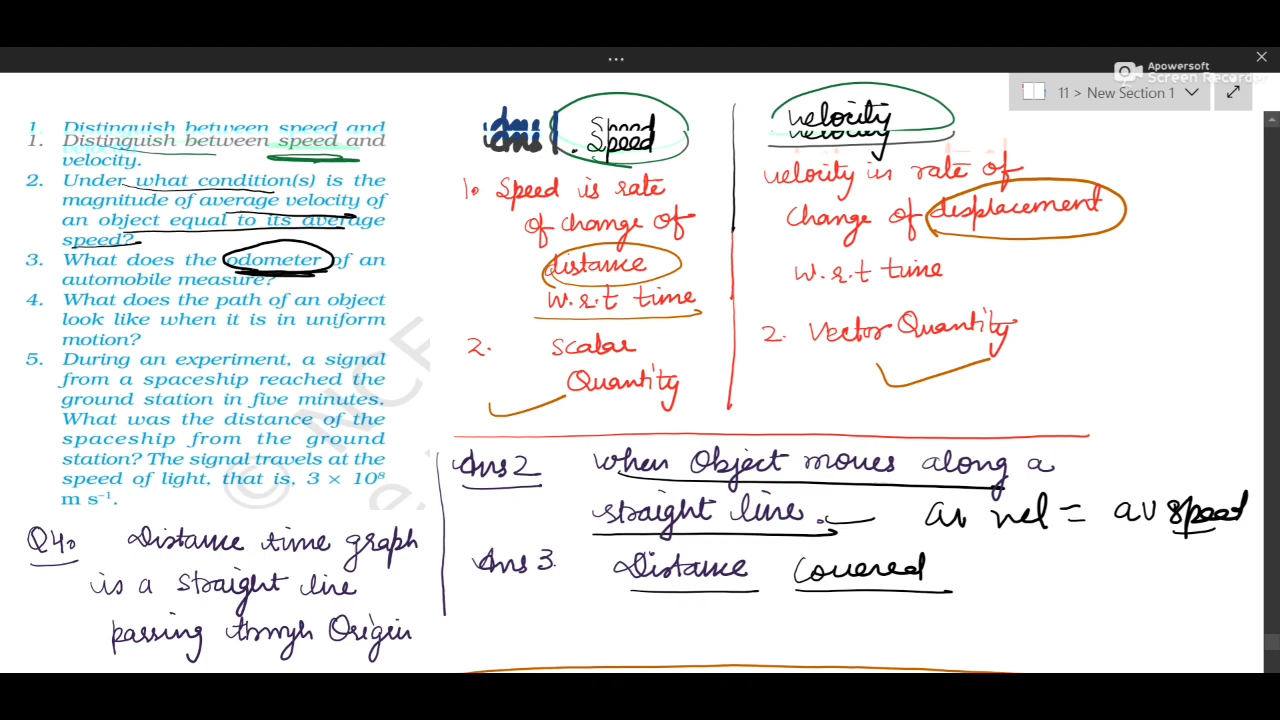 ...
Apowersoft
Screen Recorder
11 > New Section 1
1. Distinguish between speed and
1. Distinguish between speed and
velocity.
2. Under what condition(s) is the
magnitude of average velocity of
an object equal to its average
speed?
3. What does the odometer of an
automobile measure?
4. What does the path of an object
look like when it is in uniform
motion?
5. During an experiment, a signal
from a spaceship reached the
ground station in five minutes.
What was the distance of the
spaceship from the ground
station? The signal travels at the
speed of light, that is, 3 × 10⁸
m s⁻¹.
Q4. Distance time graph
is a straight line
passing through Origin
Ans 1. Speed
1. Speed is rate
of change of
distance
w.r.t time
2. Scalar
Quantity
velocity
velocity is rate of
change of displacement
w.r.t time
2. Vector Quantity
Ans 2 when Object moves along a
straight line. av vel = av speed
Ans 3. Distance Covered